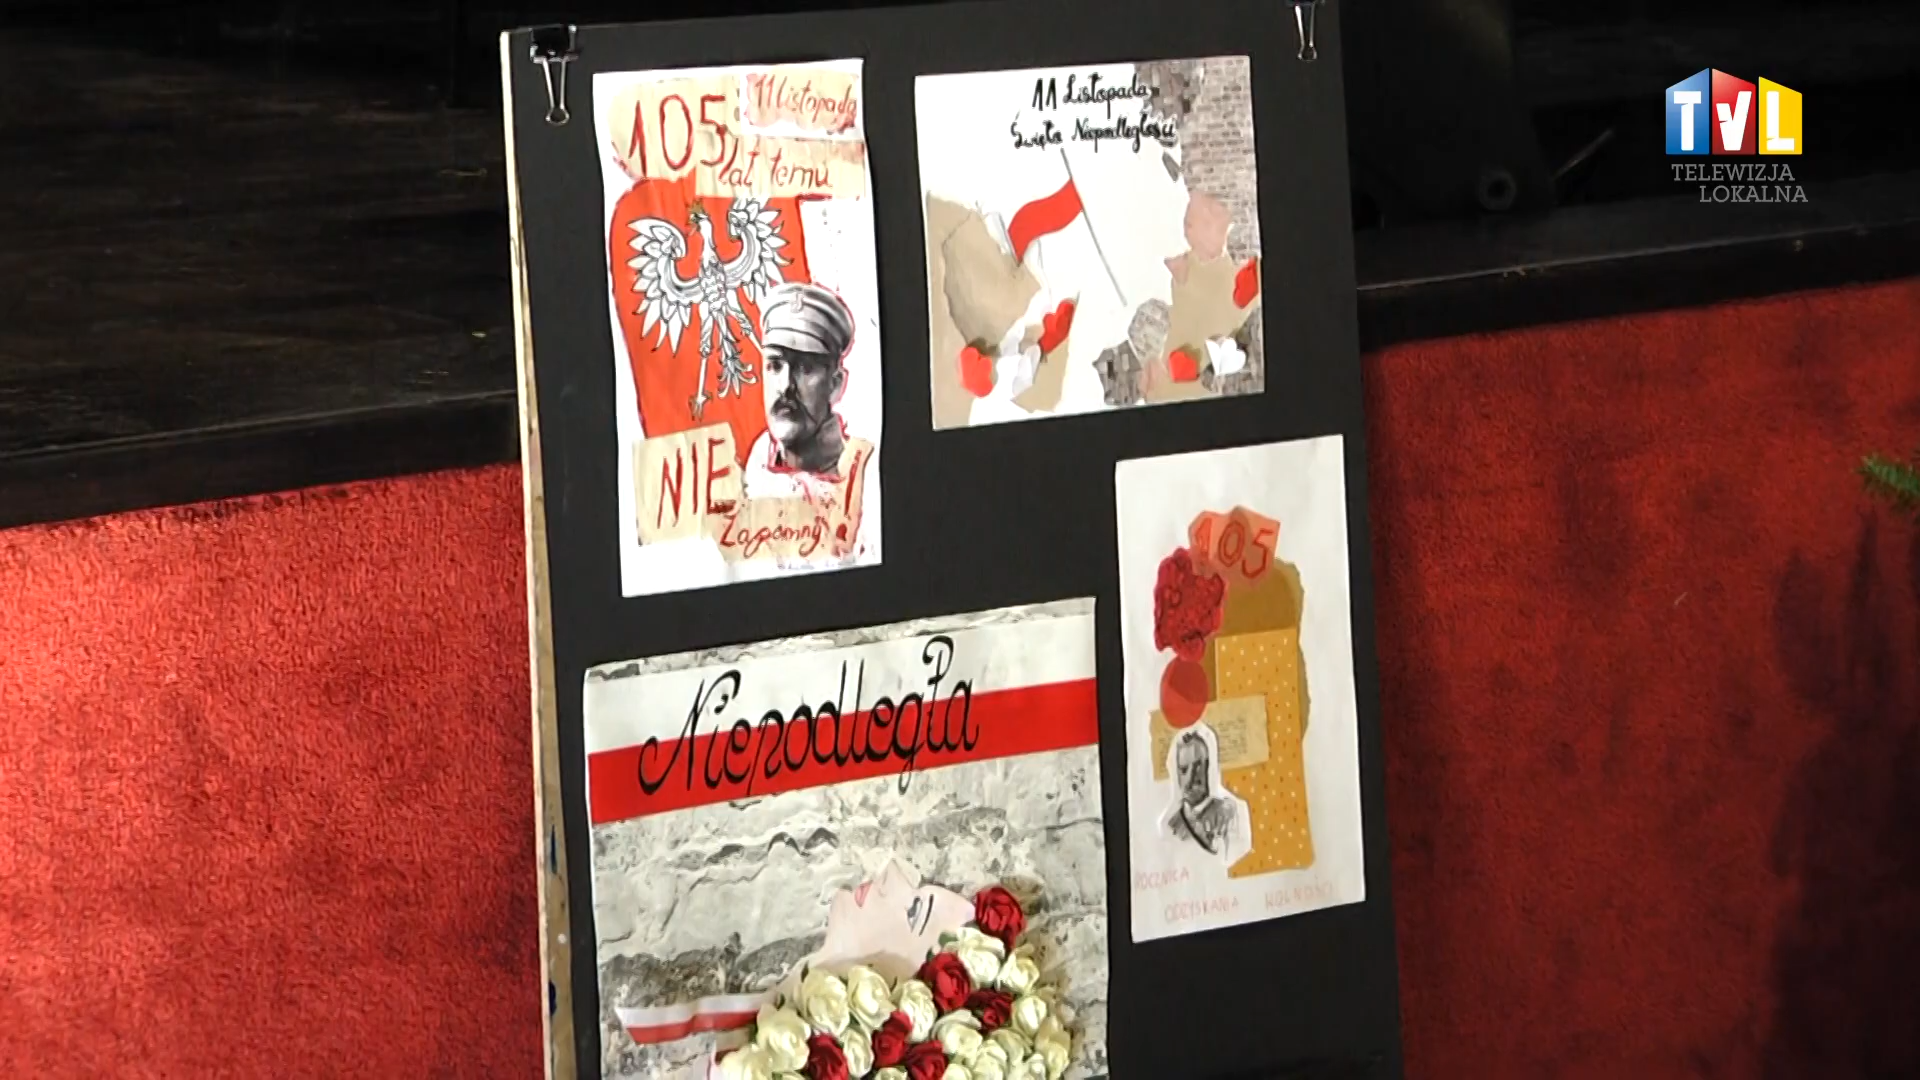 105
11 Listopada
lat temu
NIE
Zapomnij!
11 Listopada
Święto Niepodległości
TVL
TELEWIZJA
LOKALNA
105
ROCZNICA
ODZYSKANIA WOLNOŚCI
Niepodległa